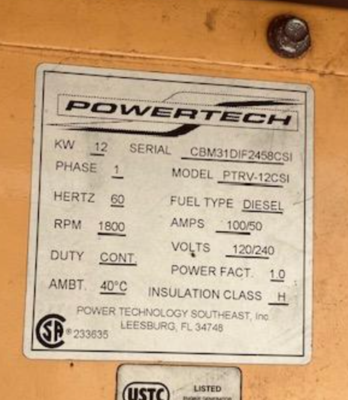 POWERTECH
KW 12 SERIAL CBM31DIF2458CSI
PHASE 1 MODEL PTRV-12CSI
HERTZ 60 FUEL TYPE DIESEL
RPM 1800 AMPS 100/50
DUTY CONT. VOLTS 120/240
POWER FACT. 1.0
AMBT. 40°C INSULATION CLASS H
POWER TECHNOLOGY SOUTHEAST, Inc
LEESBURG, FL 34748
SA ® 233635
USTC LISTED